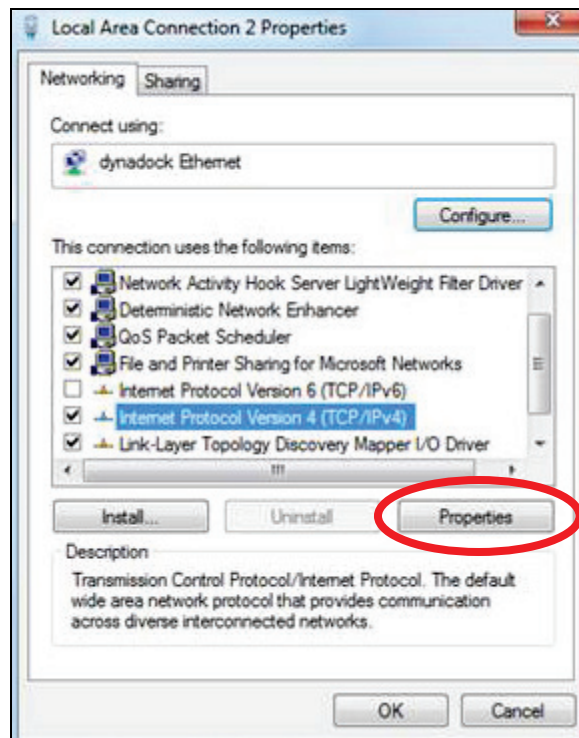 Local Area Connection 2 Properties
Networking
Sharing
Connect using:
dynadock Ethernet
Configure...
This connection uses the following items:
Network Activity Hook Server LightWeight Filter Driver
Deterministic Network Enhancer
QoS Packet Scheduler
File and Printer Sharing for Microsoft Networks
Internet Protocol Version 6 (TCP/IPv6)
Internet Protocol Version 4 (TCP/IPv4)
Link-Layer Topology Discovery Mapper I/O Driver
Install...
Uninstall
Properties
Description
Transmission Control Protocol/Internet Protocol. The default
wide area network protocol that provides communication
across diverse interconnected networks.
OK
Cancel